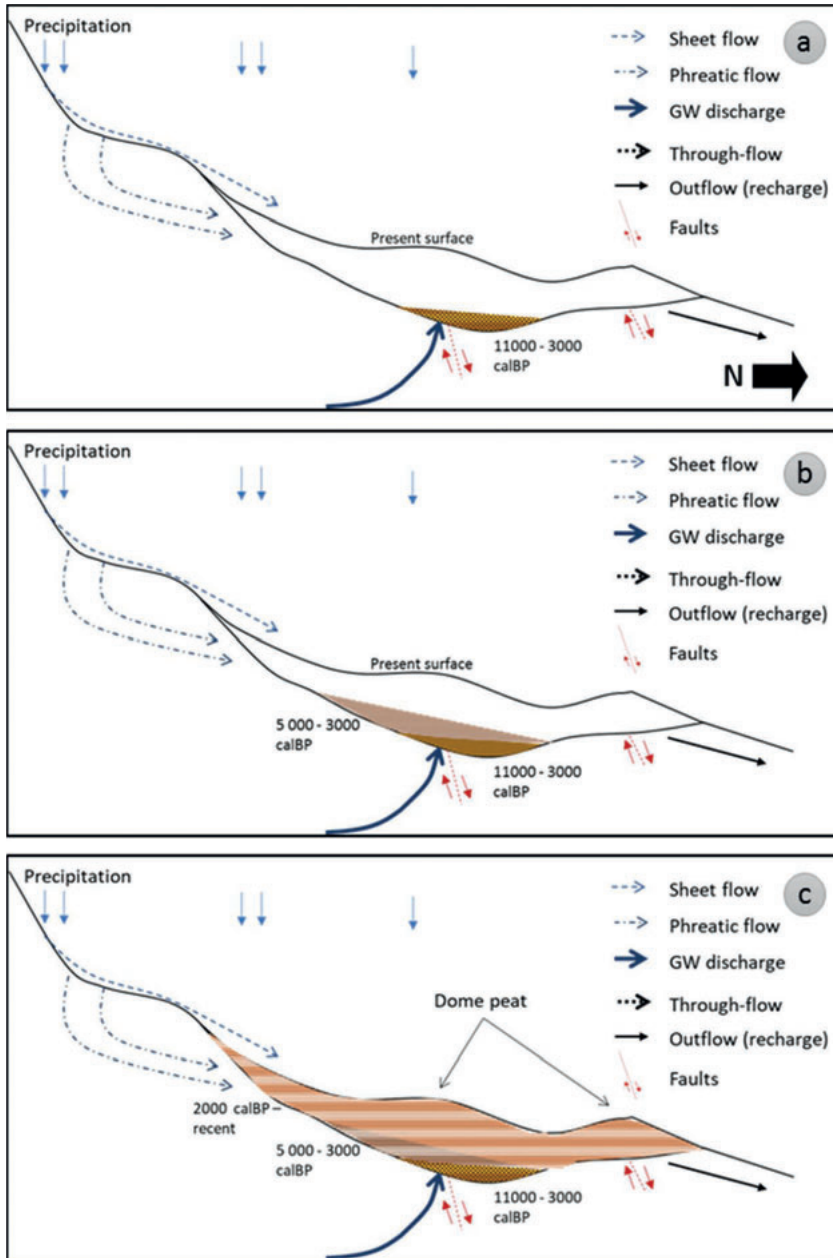 Precipitation
Sheet flow
a
Phreatic flow
GW discharge
Through-flow
Outflow (recharge)
Faults
Present surface
11000 - 3000
calBP
N
Precipitation
Sheet flow
b
Phreatic flow
GW discharge
Through-flow
Outflow (recharge)
Faults
Present surface
5 000 - 3000
calBP
11000 - 3000
calBP
Precipitation
Sheet flow
c
Phreatic flow
GW discharge
Through-flow
Outflow (recharge)
Faults
Dome peat
2000 calBP –
recent
5 000 - 3000
calBP
11000 - 3000
calBP